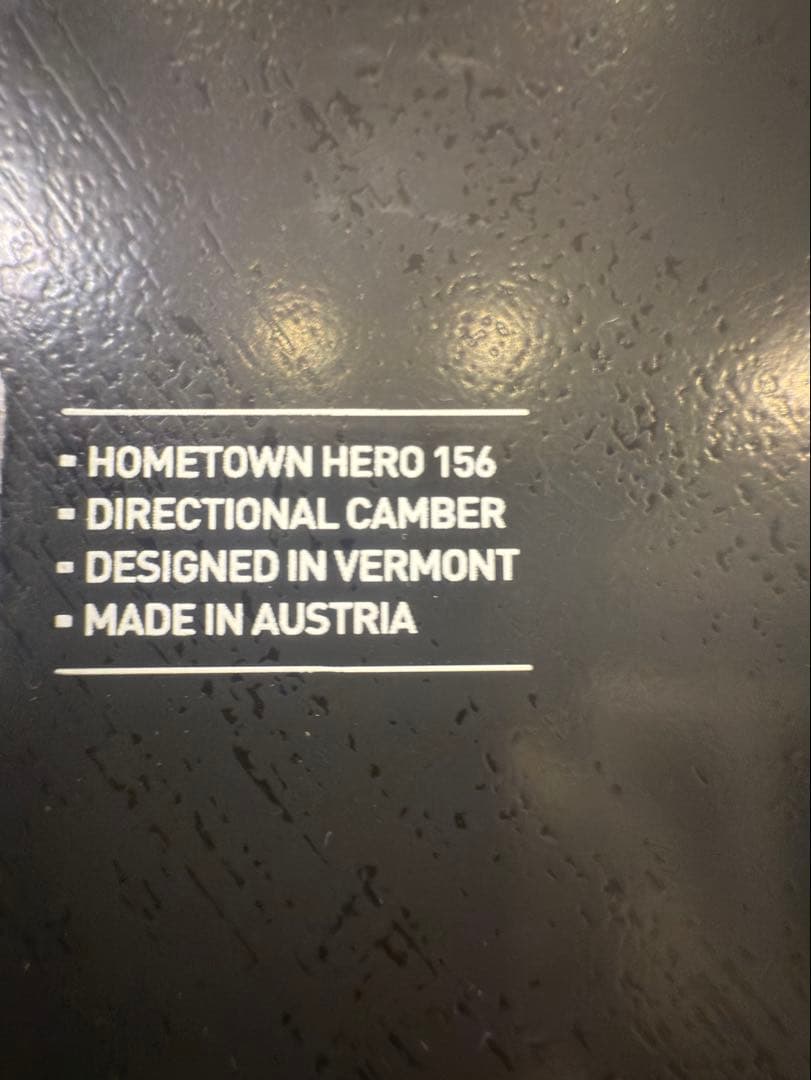 ▪ HOMETOWN HERO 156
▪ DIRECTIONAL CAMBER
▪ DESIGNED IN VERMONT
▪ MADE IN AUSTRIA